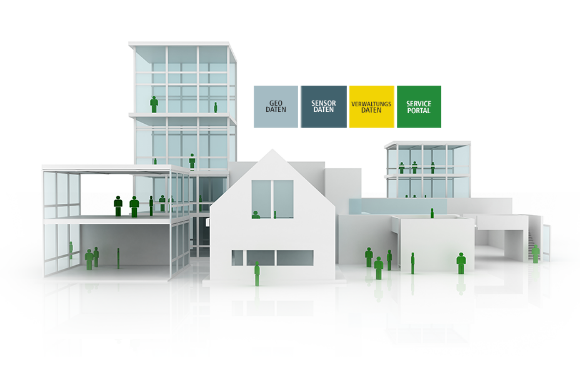 GEO
DATEN
SENSOR
DATEN
VERWALTUNGS
DATEN
SERVICE
PORTAL